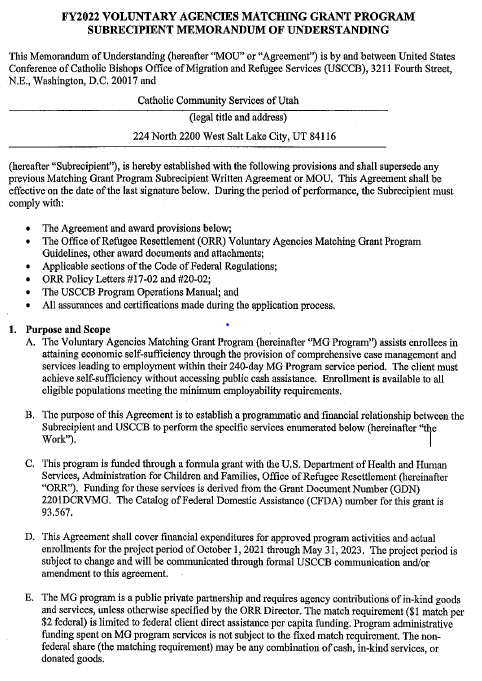 FY2022 VOLUNTARY AGENCIES MATCHING GRANT PROGRAM
SUBRECIPIENT MEMORANDUM OF UNDERSTANDING
This Memorandum of Understanding (hereafter “MOU” or “Agreement”) is by and between United States
Conference of Catholic Bishops Office of Migration and Refugee Services (USCCB), 3211 Fourth Street,
N.E., Washington, D.C. 20017 and
Catholic Community Services of Utah
(legal title and address)
224 North 2200 West Salt Lake City, UT 84116
(hereafter “Subrecipient”), is hereby established with the following provisions and shall supersede any
previous Matching Grant Program Subrecipient Written Agreement or MOU. This Agreement shall be
effective on the date of the last signature below. During the period of performance, the Subrecipient must
comply with:
• The Agreement and award provisions below;
• The Office of Refugee Resettlement (ORR) Voluntary Agencies Matching Grant Program
Guidelines, other award documents and attachments;
• Applicable sections of the Code of Federal Regulations;
• ORR Policy Letters #17-02 and #20-02;
• The USCCB Program Operations Manual; and
• All assurances and certifications made during the application process.
1. Purpose and Scope
A. The Voluntary Agencies Matching Grant Program (hereinafter “MG Program”) assists enrollees in
attaining economic self-sufficiency through the provision of comprehensive case management and
services leading to employment within their 240-day MG Program service period. The client must
achieve self-sufficiency without accessing public cash assistance. Enrollment is available to all
eligible populations meeting the minimum employability requirements.
B. The purpose of this Agreement is to establish a programmatic and financial relationship between the
Subrecipient and USCCB to perform the specific services enumerated below (hereinafter “the
Work”).
C. This program is funded through a formula grant with the U.S. Department of Health and Human
Services, Administration for Children and Families, Office of Refugee Resettlement (hereinafter
“ORR”). Funding for these services is derived from the Grant Document Number (GDN)
2201DCRVMG. The Catalog of Federal Domestic Assistance (CFDA) number for this grant is
93.567.
D. This Agreement shall cover financial expenditures for approved program activities and actual
enrollments for the project period of October 1, 2021 through May 31, 2023. The project period is
subject to change and will be communicated through formal USCCB communication and/or
amendment to this agreement.
E. The MG program is a public private partnership and requires agency contributions of in-kind goods
and services, unless otherwise specified by the ORR Director. The match requirement ($1 match per
$2 federal) is limited to federal client direct assistance per capita funding. Program administrative
funding spent on MG program services is not subject to the fixed match requirement. The non-
federal share (the matching requirement) may be any combination of cash, in-kind services, or
donated goods.